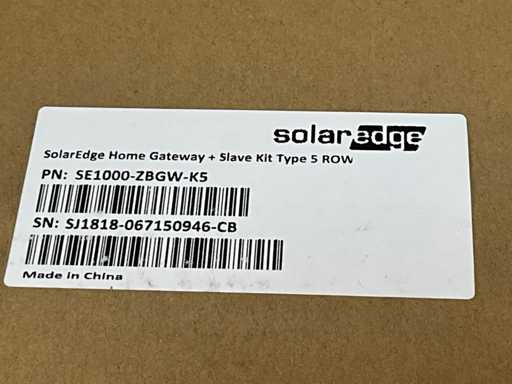 solaredge
SolarEdge Home Gateway + Slave Kit Type 5 ROW
PN: SE1000-ZBGW-K5
SN: SJ1818-067150946-CB
Made in China